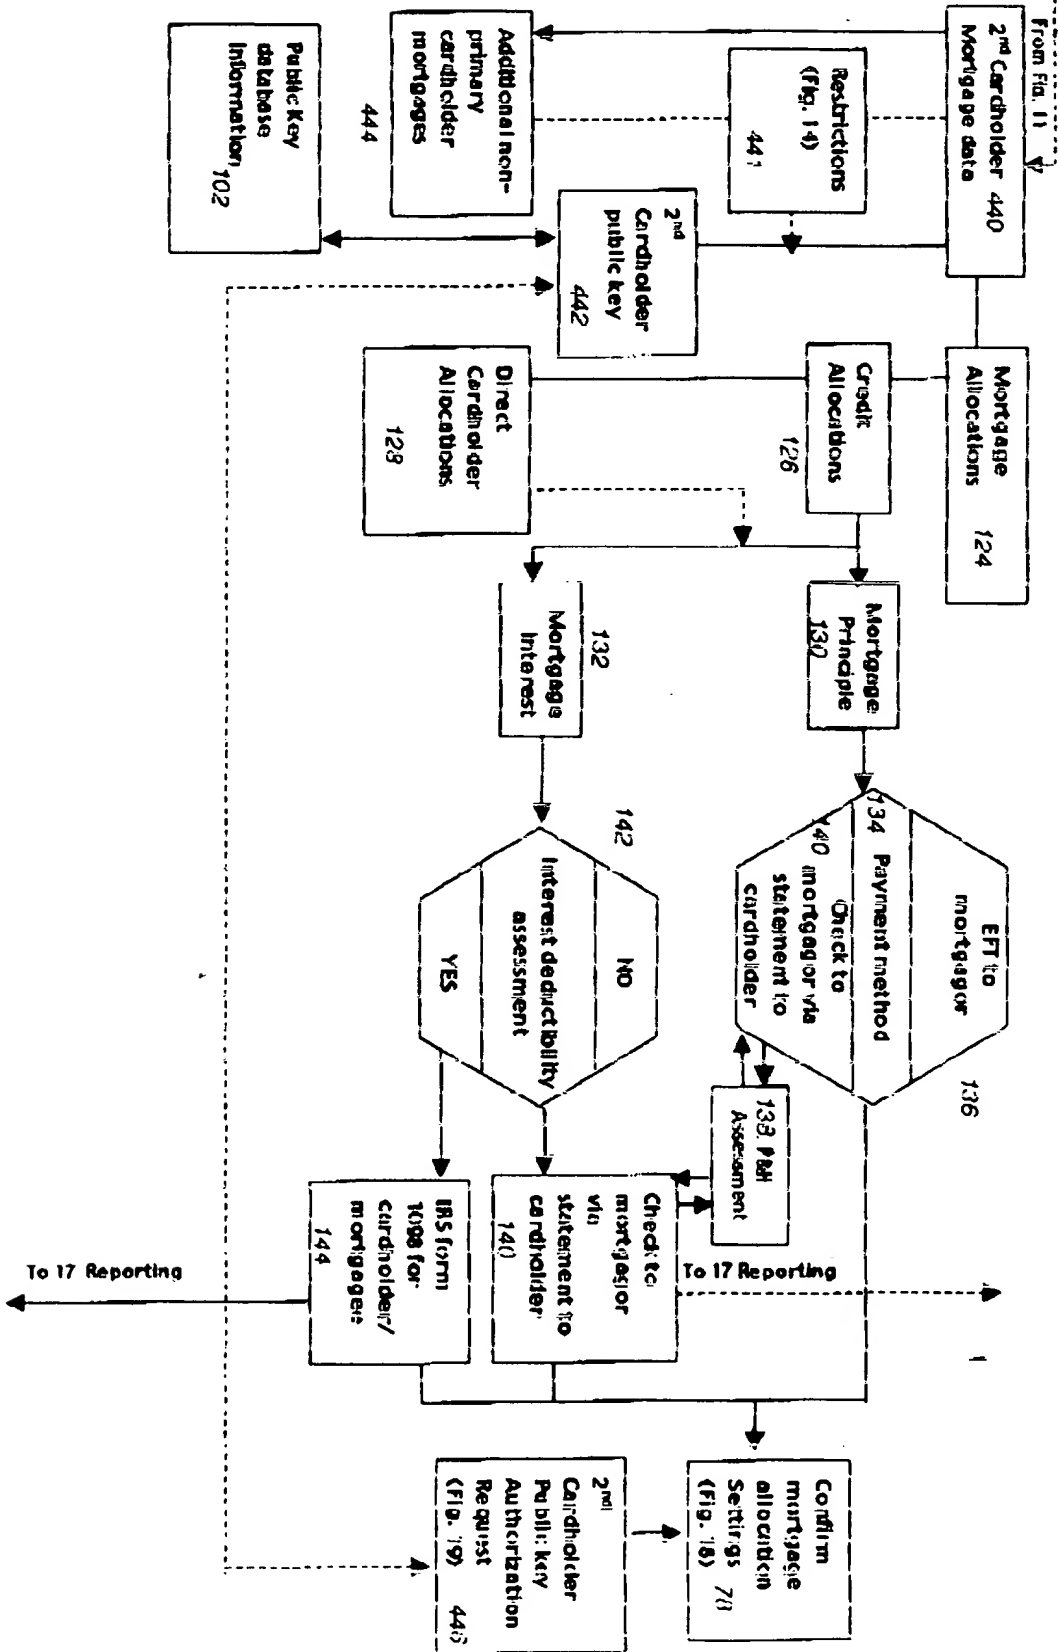 From Fig. 11
2nd Cardholder 440
Mortgage data
Restrictions
(Fig. 14)
441
Additional non-
primary
cardholder
mortgages
444
Public Key
database
Information
102
2nd
Cardholder
public key
442
Mortgage
Allocations
124
Credit
Allocations
126
Direct
Cardholder
Allocations
128
Mortgage
Principle
130
132
Mortgage
Interest
EFT to
mortgagor
136
134 Payment method
140 Check to
mortgagor via
statement to
cardholder
142
NO
Interest deductibility
assessment
YES
138 P&I
Assessment
Check to
mortgagor
via
statement to
cardholder
140
IRS form
1098 for
cardholder/
mortgagee
144
To 17 Reporting
To 17 Reporting
Confirm
mortgage
allocation
Settings 78
(Fig. 18)
2nd
Cardholder
Public key
Authorization
Request
(Fig. 19) 446